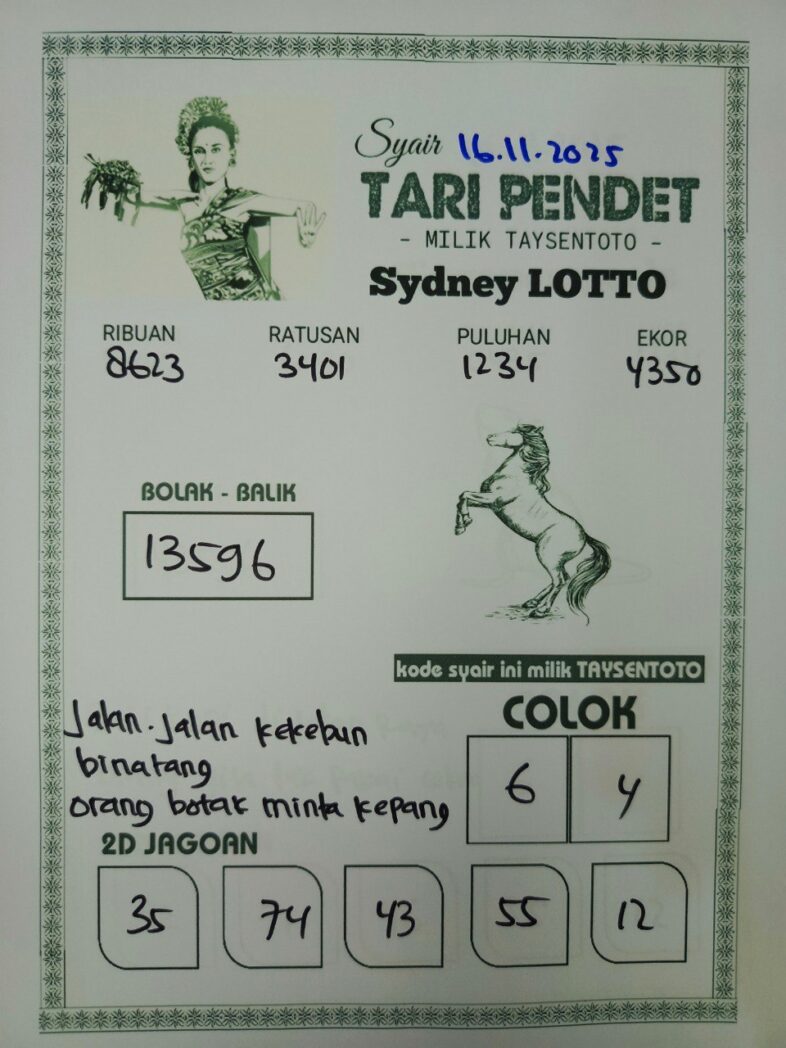 Syair 16.11.2025
TARI PENDET
- MILIK TAYSENTOTO -
Sydney LOTTO
RIBUAN RATUSAN PULUHAN EKOR
8623 3401 1234 4350
BOLAK - BALIK
13596
kode syair ini milik TAYSENTOTO
Jalan-Jalan kekebun
binatang
orang botak minta kepang
COLOK
6 4
2D JAGOAN
35 74 43 55 12